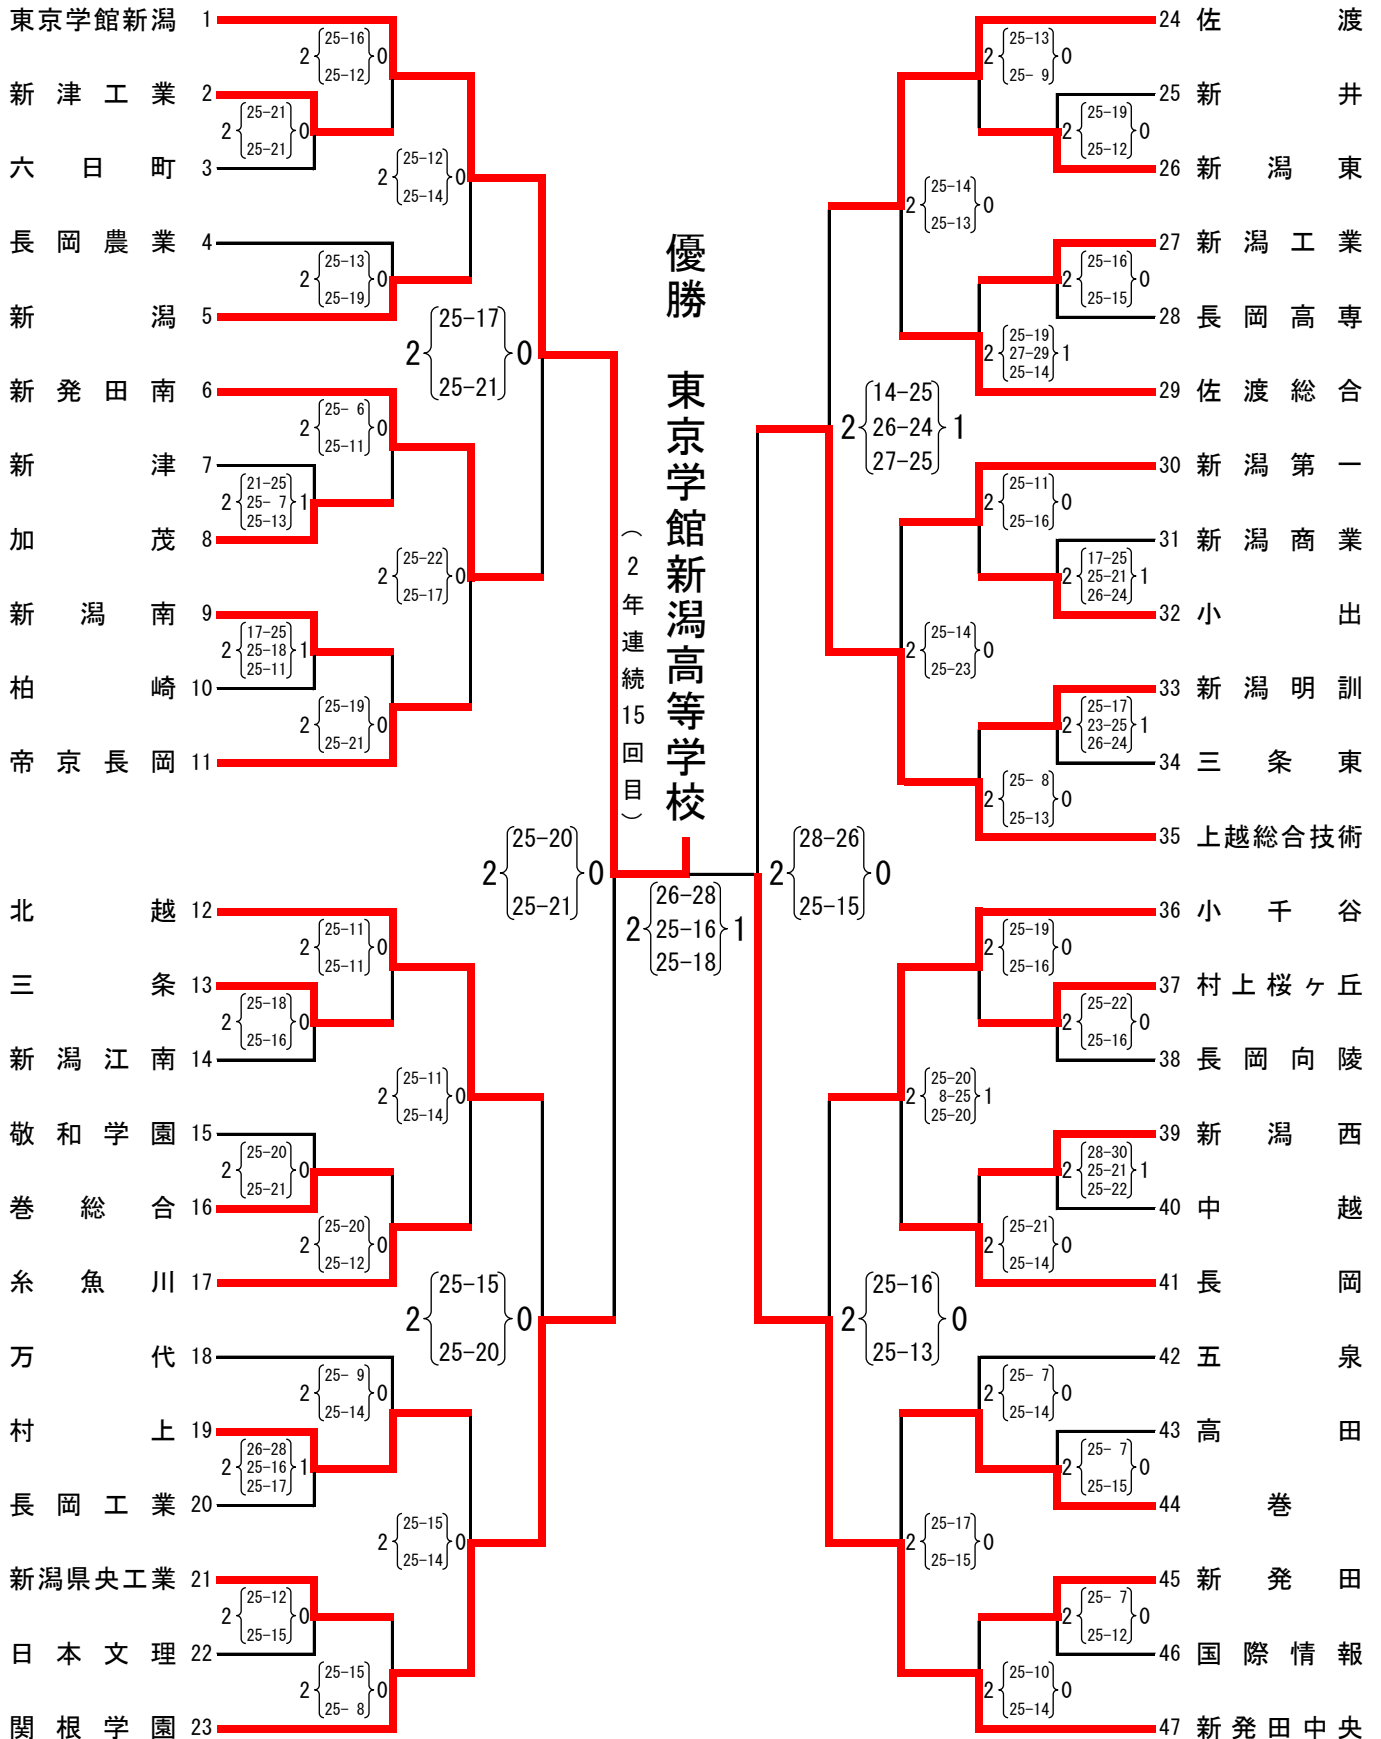 東京学館新潟 1
新津工業 2
六日町 3
長岡農業 4
新潟 5
新発田南 6
新津 7
加茂 8
新潟南 9
柏崎 10
帝京長岡 11
北越 12
三条 13
新潟江南 14
敬和学園 15
巻総合 16
糸魚川 17
万代 18
村上 19
長岡工業 20
新潟県央工業 21
日本文理 22
関根学園 23
2 25-16 0
25-12
2 25-21 0
25-21
2 25-13 0
25-19
2 25- 6 0
25-11
21-25
2 25- 7 1
25-13
17-25
2 25-18 1
25-11
2 25-19 0
25-21
2 25-11 0
25-11
2 25-18 0
25-16
2 25-20 0
25-21
2 25-20 0
25-12
2 25- 9 0
25-14
26-28
2 25-16 1
25-17
2 25-12 0
25-15
2 25-15 0
25- 8
2 25-12 0
25-14
2 25-22 0
25-17
2 25-11 0
25-14
2 25-15 0
25-14
2 25-17 0
25-21
2 25-15 0
25-20
2 25-20 0
25-21
優勝 東京学館新潟高等学校
（2年連続15回目）
26-28
2 25-16 1
25-18
2 28-26 0
25-15
14-25
2 26-24 1
27-25
2 25-16 0
25-13
2 25-14 0
25-13
2 25-14 0
25-23
25-20
2 8-25 1
25-20
2 25-17 0
25-15
2 25-13 0
25- 9
2 25-19 0
25-12
2 25-16 0
25-15
25-19
2 27-29 1
25-14
2 25-11 0
25-16
17-25
2 25-21 1
26-24
25-17
2 23-25 1
26-24
2 25- 8 0
25-13
2 25-19 0
25-16
2 25-22 0
25-16
28-30
2 25-21 1
25-22
2 25-21 0
25-14
2 25- 7 0
25-14
2 25- 7 0
25-15
2 25- 7 0
25-12
2 25-10 0
25-14
24 佐渡
25 新井
26 新潟東
27 新潟工業
28 長岡高専
29 佐渡総合
30 新潟第一
31 新潟商業
32 小出
33 新潟明訓
34 三条東
35 上越総合技術
36 小千谷
37 村上桜ヶ丘
38 長岡向陵
39 新潟西
40 中越
41 長岡
42 五泉
43 高田
44 巻
45 新発田
46 国際情報
47 新発田中央